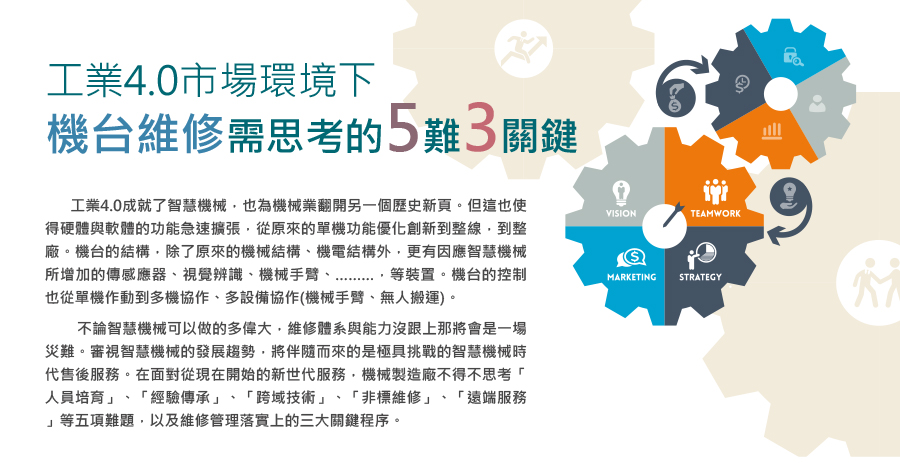 工業4.0市場環境下
機台維修需思考的5難3關鍵
工業4.0成就了智慧機械，也為機械業翻開另一個歷史新頁。但這也使
得硬體與軟體的功能急速擴張，從原來的單機功能優化創新到整線，到整
廠。機台的結構，除了原來的機械結構、機電結構外，更有因應智慧機械
所增加的傳感應器、視覺辨識、機械手臂、………，等裝置。機台的控制
也從單機作動到多機協作、多設備協作(機械手臂、無人搬運)。
不論智慧機械可以做的多偉大，維修體系與能力沒跟上那將會是一場
災難。審視智慧機械的發展趨勢，將伴隨而來的是極具挑戰的智慧機械時
代售後服務。在面對從現在開始的新世代服務，機械製造廠不得不思考「
人員培育」、「經驗傳承」、「跨域技術」、「非標維修」、「遠端服務
」等五項難題，以及維修管理落實上的三大關鍵程序。
VISION
TEAMWORK
MARKETING
STRATEGY